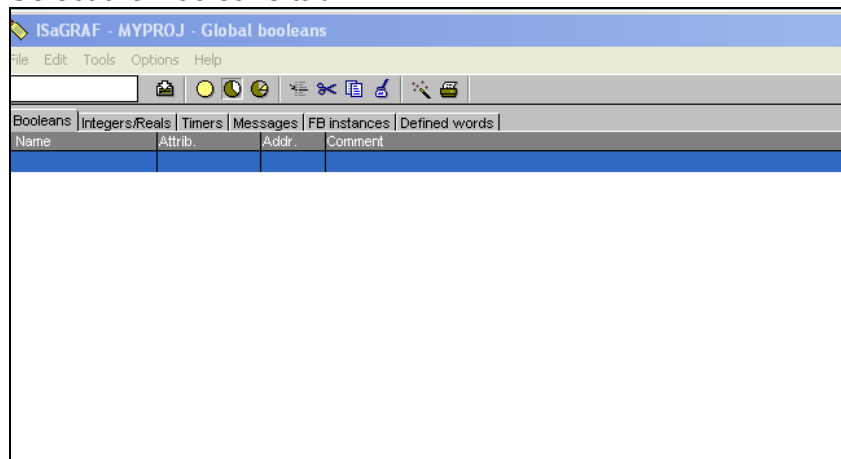 ISaGRAF - MYPROJ - Global booleans
File Edit Tools Options Help
Booleans Integers/Reals Timers Messages FB instances Defined words
Name Attrib. Addr. Comment